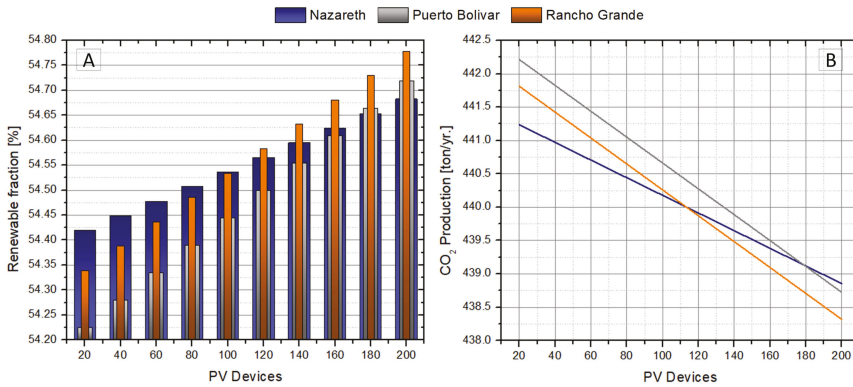 Nazareth Puerto Bolivar Rancho Grande
A
Renewable fraction [%]
54.80
54.75
54.70
54.65
54.60
54.55
54.50
54.45
54.40
54.35
54.30
54.25
54.20
20 40 60 80 100 120 140 160 180 200
PV Devices
B
CO2 Production [ton/yr.]
442.5
442.0
441.5
441.0
440.5
440.0
439.5
439.0
438.5
438.0
20 40 60 80 100 120 140 160 180 200
PV Devices